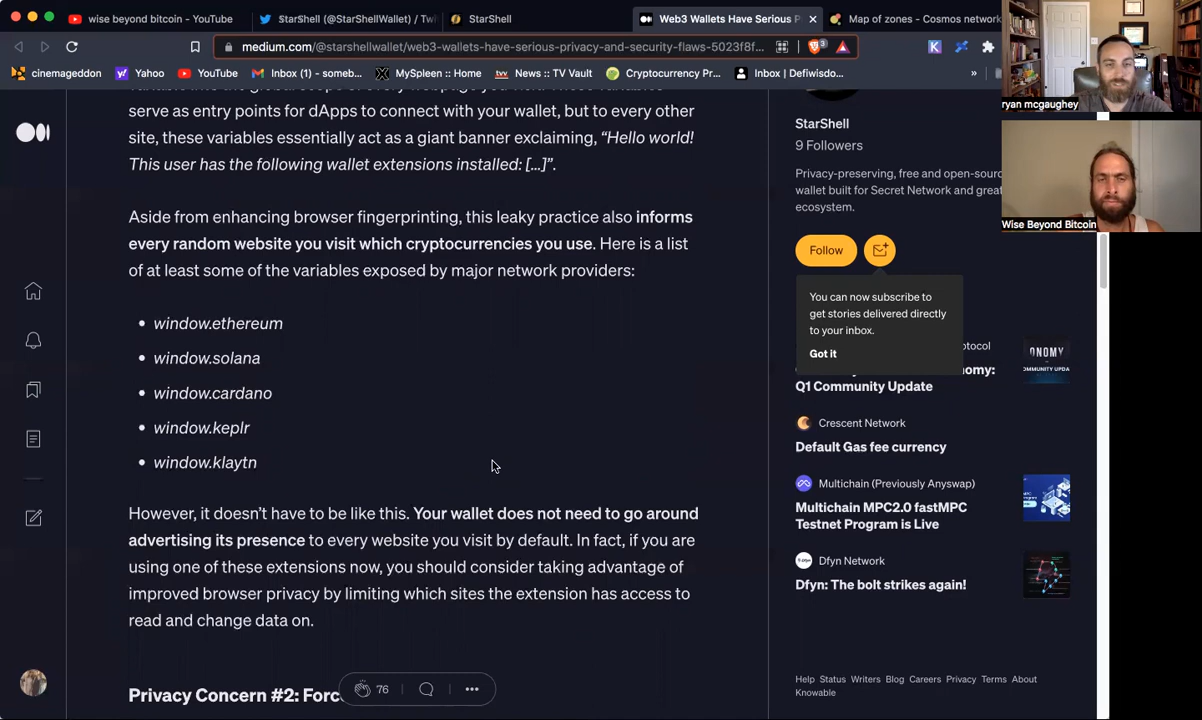 wise beyond bitcoin - YouTube
StarShell (@StarShellWallet) / Twi
StarShell
Web3 Wallets Have Serious P
Map of zones - Cosmos network
medium.com/@starshellwallet/web3-wallets-have-serious-privacy-and-security-flaws-5023f8f...
3
K
cinemageddon
Yahoo
YouTube
Inbox (1) - someb...
MySpleen :: Home
News :: TV Vault
Cryptocurrency Pr...
Inbox | Defiwisdo...
»
ryan mcgaughey
Wise Beyond Bitcoin
serve as entry points for dApps to connect with your wallet, but to every other
site, these variables essentially act as a giant banner exclaiming, “Hello world!
This user has the following wallet extensions installed: […]”.
Aside from enhancing browser fingerprinting, this leaky practice also informs
every random website you visit which cryptocurrencies you use. Here is a list
of at least some of the variables exposed by major network providers:
• window.ethereum
• window.solana
• window.cardano
• window.keplr
• window.klaytn
However, it doesn’t have to be like this. Your wallet does not need to go around
advertising its presence to every website you visit by default. In fact, if you are
using one of these extensions now, you should consider taking advantage of
improved browser privacy by limiting which sites the extension has access to
read and change data on.
Privacy Concern #2: Forc
76
StarShell
9 Followers
Privacy-preserving, free and open-sourc
wallet built for Secret Network and great
ecosystem.
Follow
You can now subscribe to
get stories delivered directly
to your inbox.
Got it
otocol
onomy:
Q1 Community Update
ONOMY
COMMUNITY UPDA
Crescent Network
Default Gas fee currency
Multichain (Previously Anyswap)
Multichain MPC2.0 fastMPC
Testnet Program is Live
Dfyn Network
Dfyn: The bolt strikes again!
Help Status Writers Blog Careers Privacy Terms About
Knowable